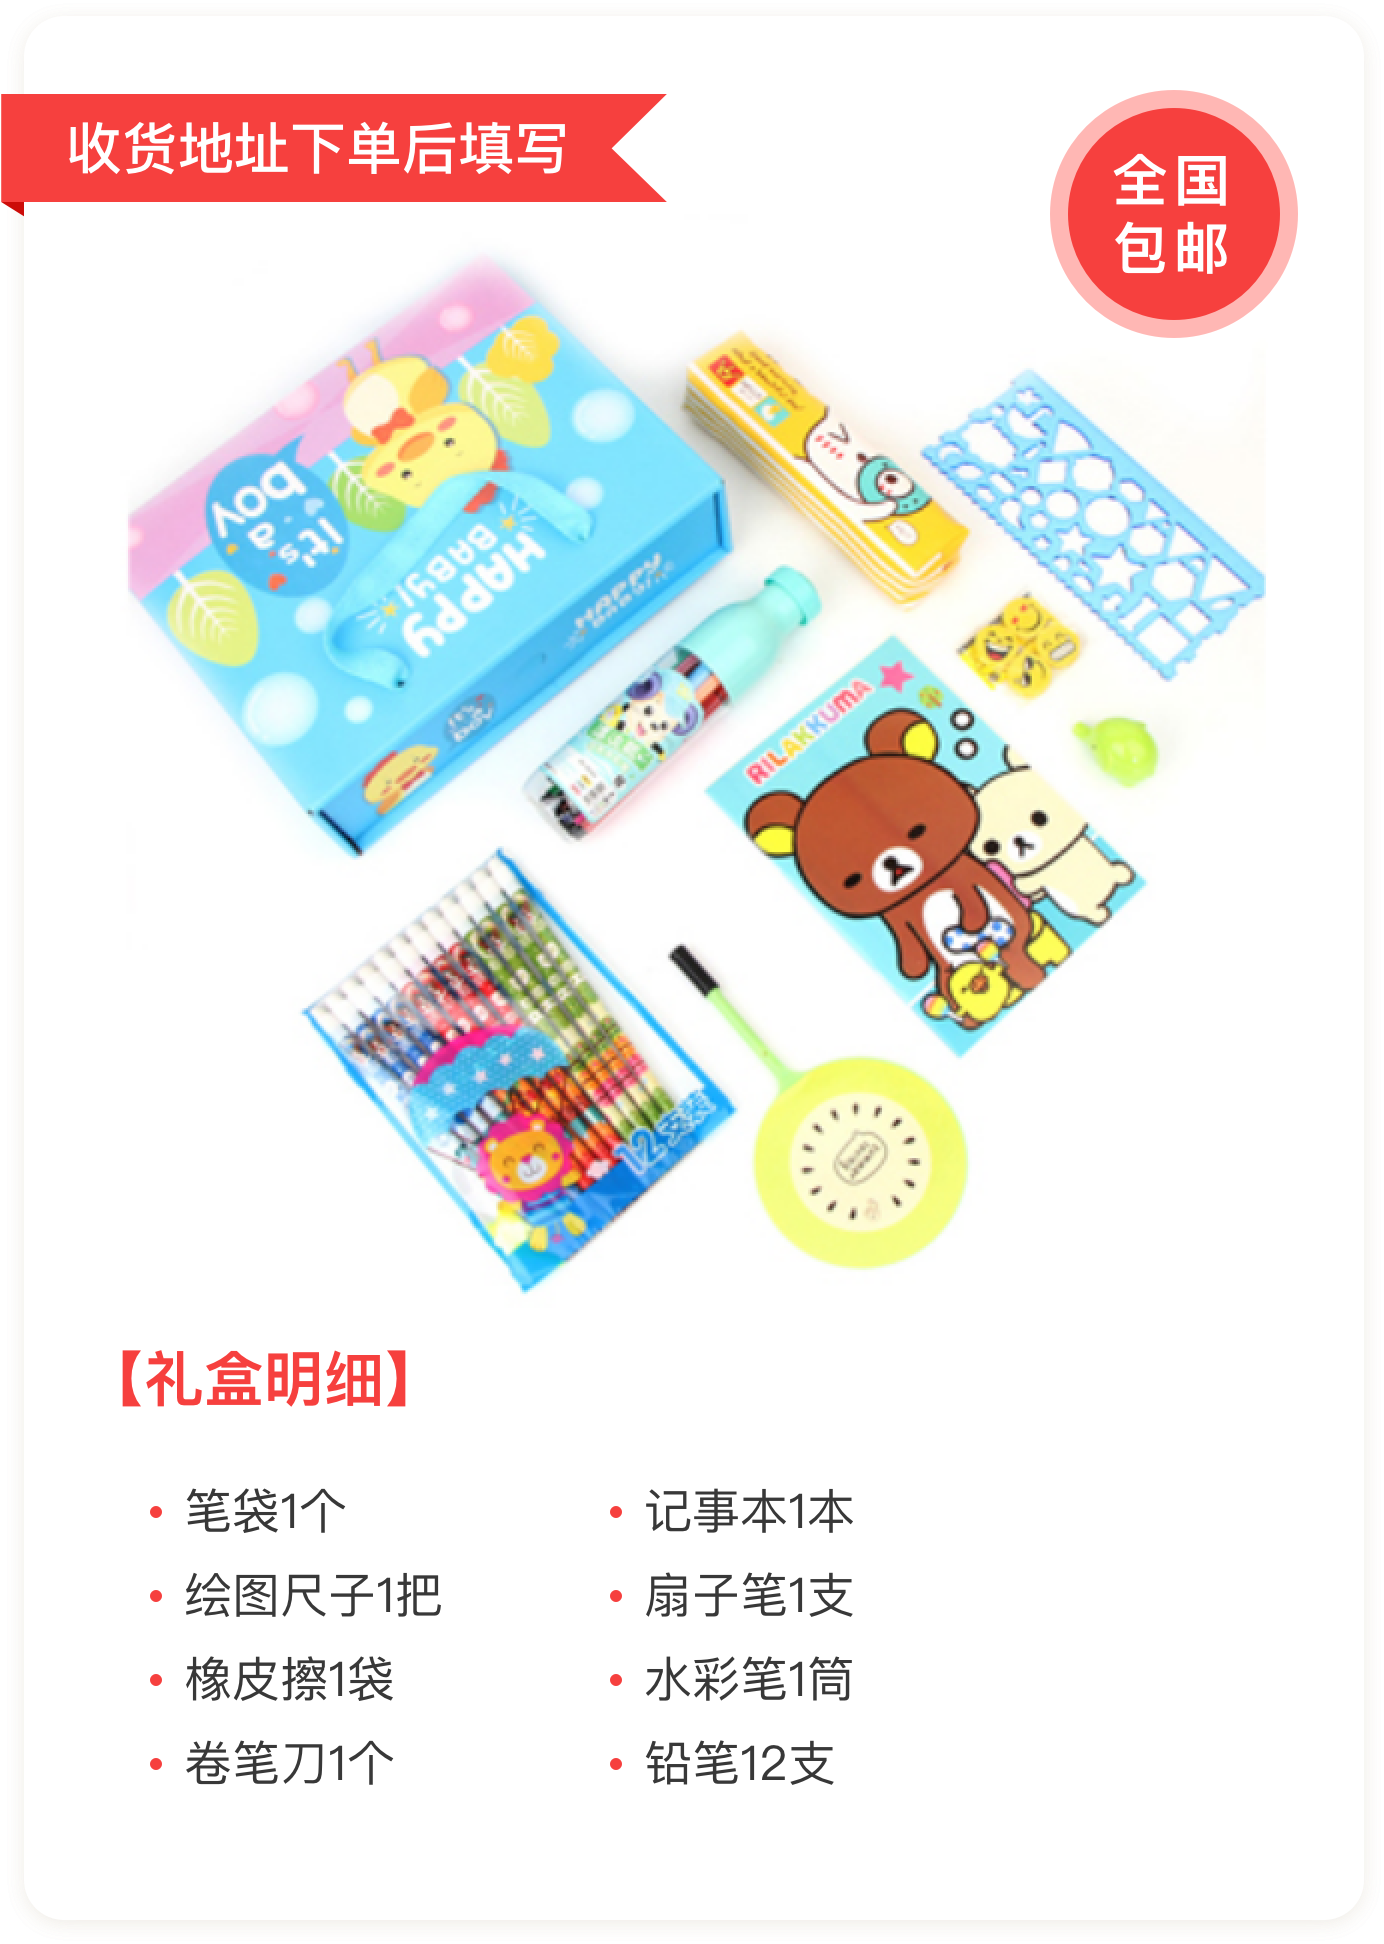 收货地址下单后填写
全国
包邮
it's
a
boy
HAPPY
BABY!
HAPPY
BABY!
RILAKKUMA
12支装
【礼盒明细】
笔袋1个
记事本1本
绘图尺子1把
扇子笔1支
橡皮擦1袋
水彩笔1筒
卷笔刀1个
铅笔12支